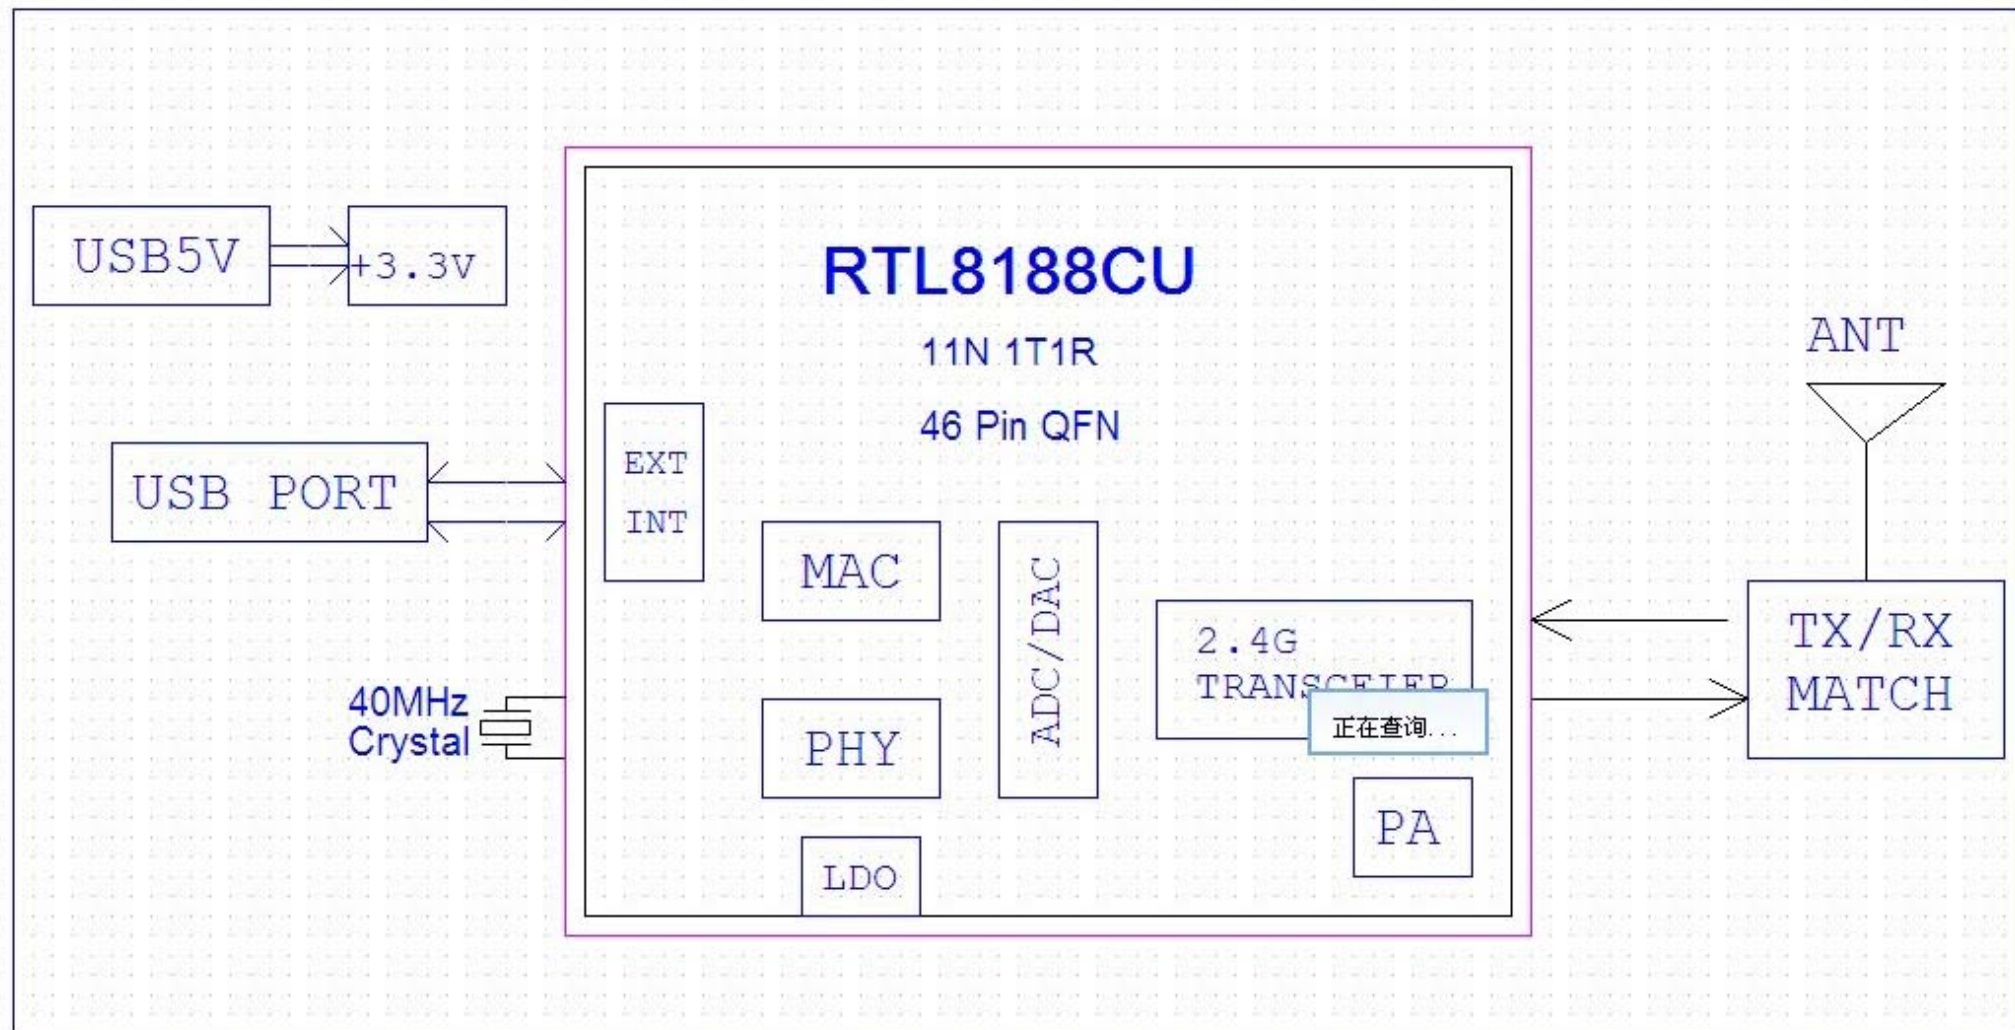 USB5V
+3.3V
RTL8188CU
11N 1T1R
46 Pin QFN
ANT
EXT
INT
USB PORT
MAC
ADC/DAC
2.4G
TRANSCEIER
正在查询...
TX/RX
MATCH
40MHz
Crystal
PHY
PA
LDO